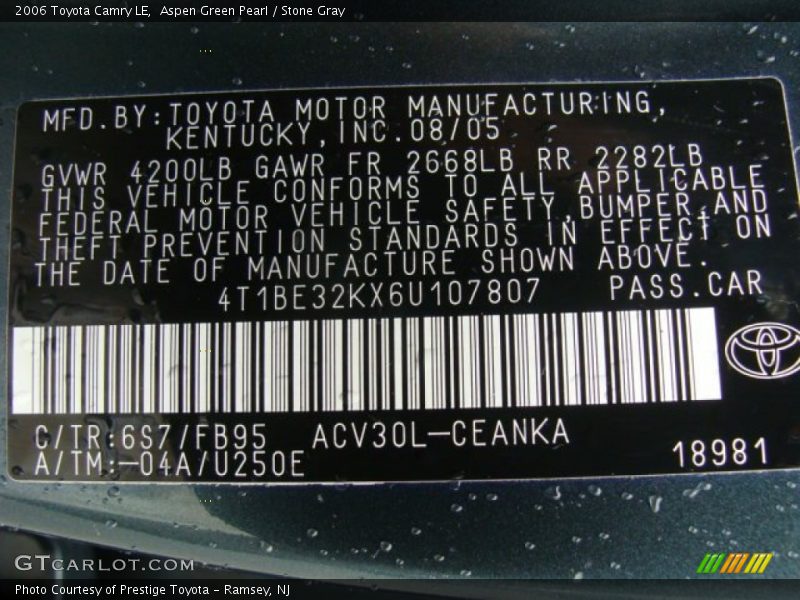 2006 Toyota Camry LE,  Aspen Green Pearl / Stone Gray
MFD.BY:TOYOTA MOTOR MANUFACTURING,
KENTUCKY,INC.08/05
GVWR 4200LB GAWR FR 2668LB RR 2282LB
THIS VEHICLE CONFORMS TO ALL APPLICABLE
FEDERAL MOTOR VEHICLE SAFETY,BUMPER,AND
THEFT PREVENTION STANDARDS IN EFFECT ON
THE DATE OF MANUFACTURE SHOWN ABOVE.
4T1BE32KX6U107807 PASS.CAR
C/TR:6S7/FB95 ACV30L-CEANKA
A/TM:-04A/U250E 18981
GTCARLOT.COM
Photo Courtesy of Prestige Toyota - Ramsey, NJ